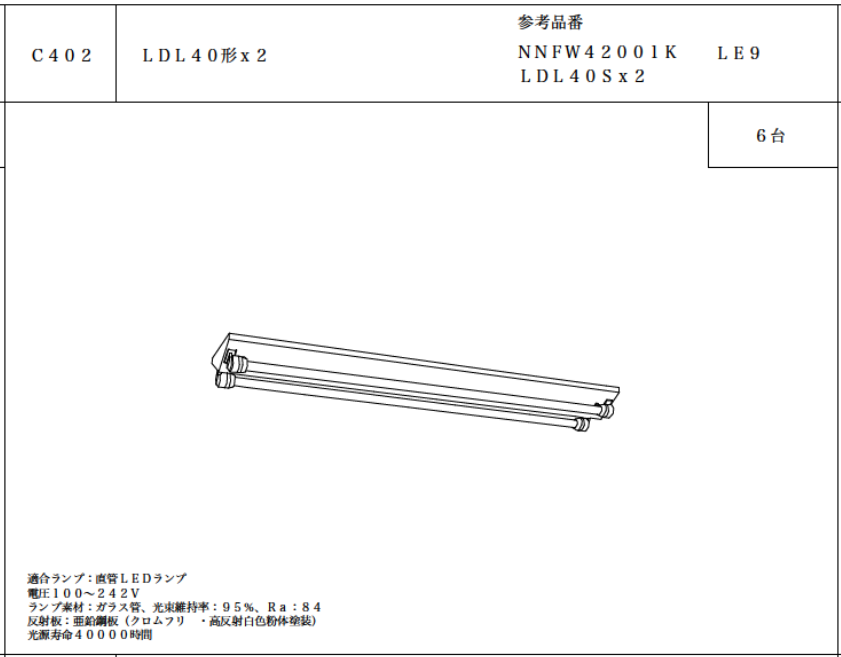 参考品番
C402 LDL40形x2 NNFW42001K LE9
LDL40Sx2
6台
適合ランプ：直管LEDランプ
電圧100～242V
ランプ素材：ガラス管、光束維持率：95%、Ra：84
反射板：亜鉛鋼板（クロムフリ ・高反射白色粉体塗装）
光源寿命40000時間